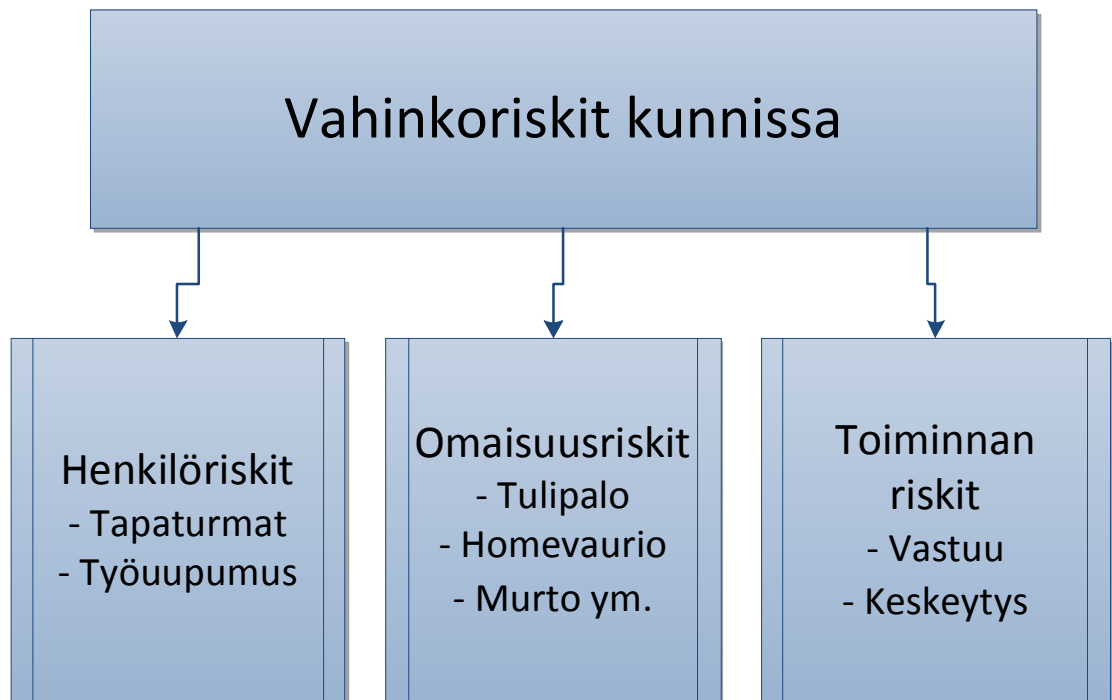 Vahinkoriskit kunnissa
Henkilöriskit
- Tapaturmat
- Työuupumus
Omaisuusriskit
- Tulipalo
- Homevaurio
- Murto ym.
Toiminnan
riskit
- Vastuu
- Keskeytys